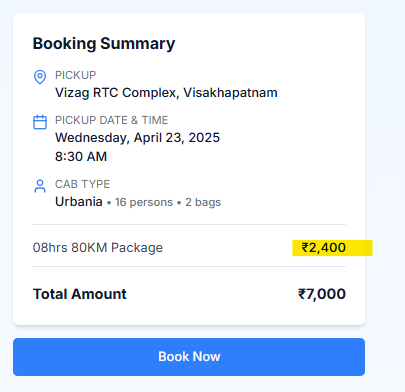 Booking Summary
PICKUP
Vizag RTC Complex, Visakhapatnam
PICKUP DATE & TIME
Wednesday, April 23, 2025
8:30 AM
CAB TYPE
Urbania • 16 persons • 2 bags
08hrs 80KM Package ₹2,400
Total Amount ₹7,000
Book Now